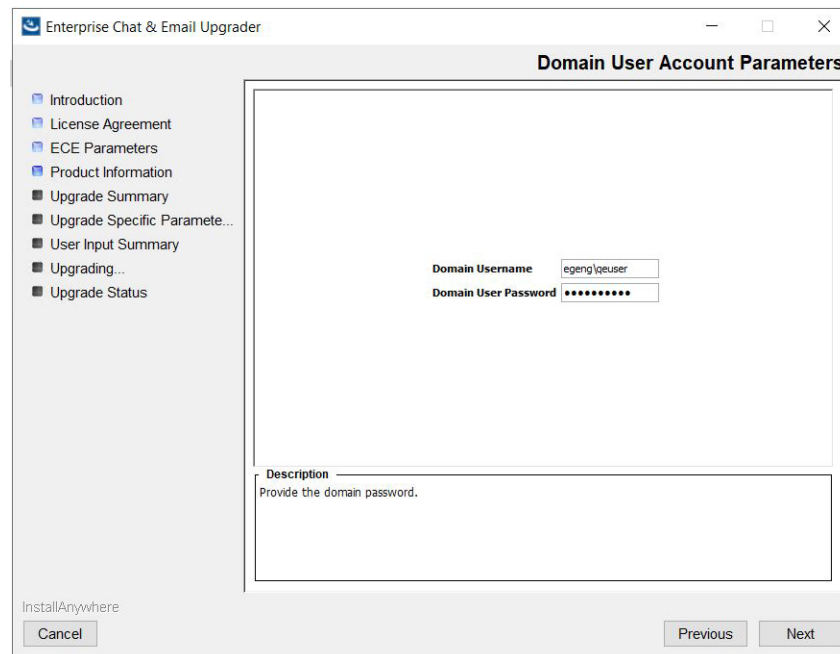 Enterprise Chat & Email Upgrader
Domain User Account Parameters
Introduction
License Agreement
ECE Parameters
Product Information
Upgrade Summary
Upgrade Specific Paramete...
User Input Summary
Upgrading...
Upgrade Status
Domain Username egeng\qeuser
Domain User Password ●●●●●●●●●●
Description
Provide the domain password.
InstallAnywhere
Cancel Previous Next